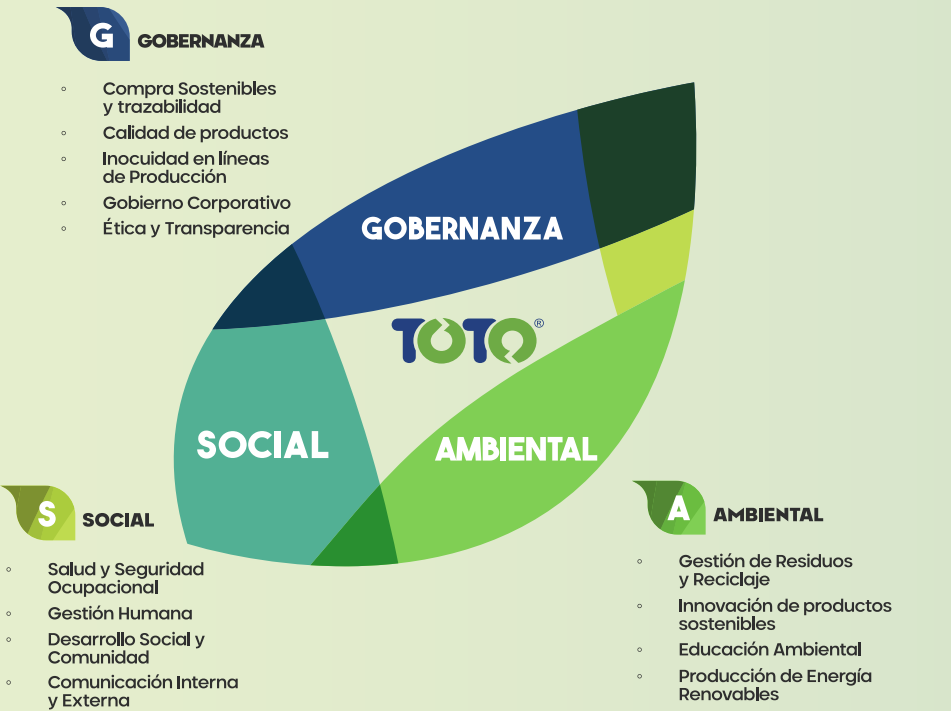 G GOBERNANZA
◦ Compra Sostenibles
y trazabilidad
◦ Calidad de productos
◦ Inocuidad en líneas
de Producción
◦ Gobierno Corporativo
◦ Ética y Transparencia
GOBERNANZA
TOTO®
SOCIAL
AMBIENTAL
S SOCIAL
◦ Salud y Seguridad
Ocupacional
◦ Gestión Humana
◦ Desarrollo Social y
Comunidad
◦ Comunicación Interna
y Externa
A AMBIENTAL
◦ Gestión de Residuos
y Reciclaje
◦ Innovación de productos
sostenibles
◦ Educación Ambiental
◦ Producción de Energía
Renovables